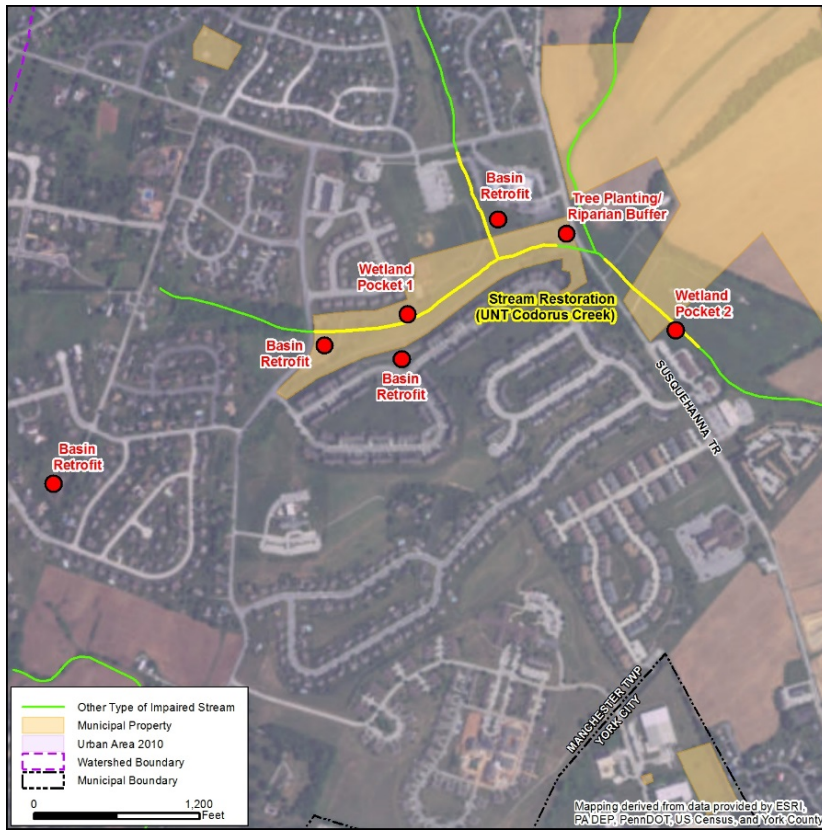 Basin
Retrofit
Tree Planting/
Riparian Buffer
Wetland
Pocket 1
Stream Restoration
(UNT Codorus Creek)
Wetland
Pocket 2
Basin
Retrofit
Basin
Retrofit
SUSQUEHANNA TR
Basin
Retrofit
MANCHESTER TWP
YORK CITY
Other Type of Impaired Stream
Municipal Property
Urban Area 2010
Watershed Boundary
Municipal Boundary
0 1,200
Feet
Mapping derived from data provided by ESRI,
PA DEP, PennDOT, US Census, and York County